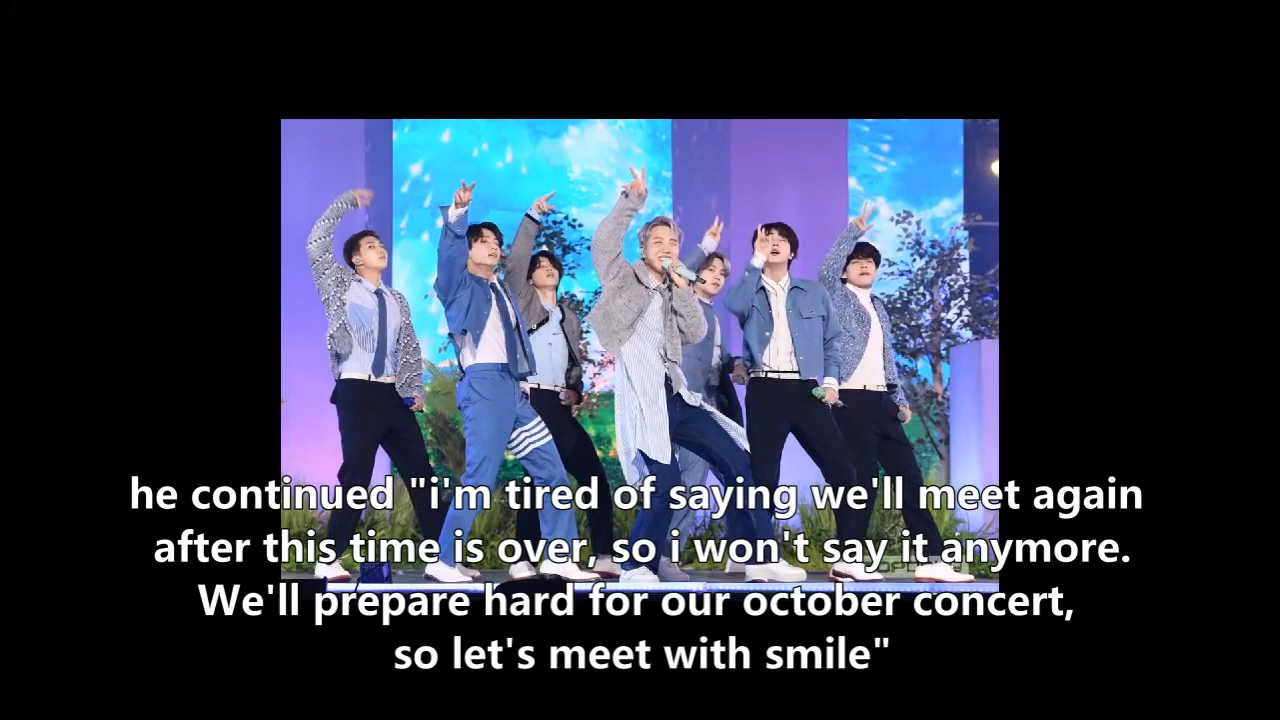 he continued "i'm tired of saying we'll meet again
after this time is over, so i won't say it anymore.
We'll prepare hard for our october concert,
so let's meet with smile"